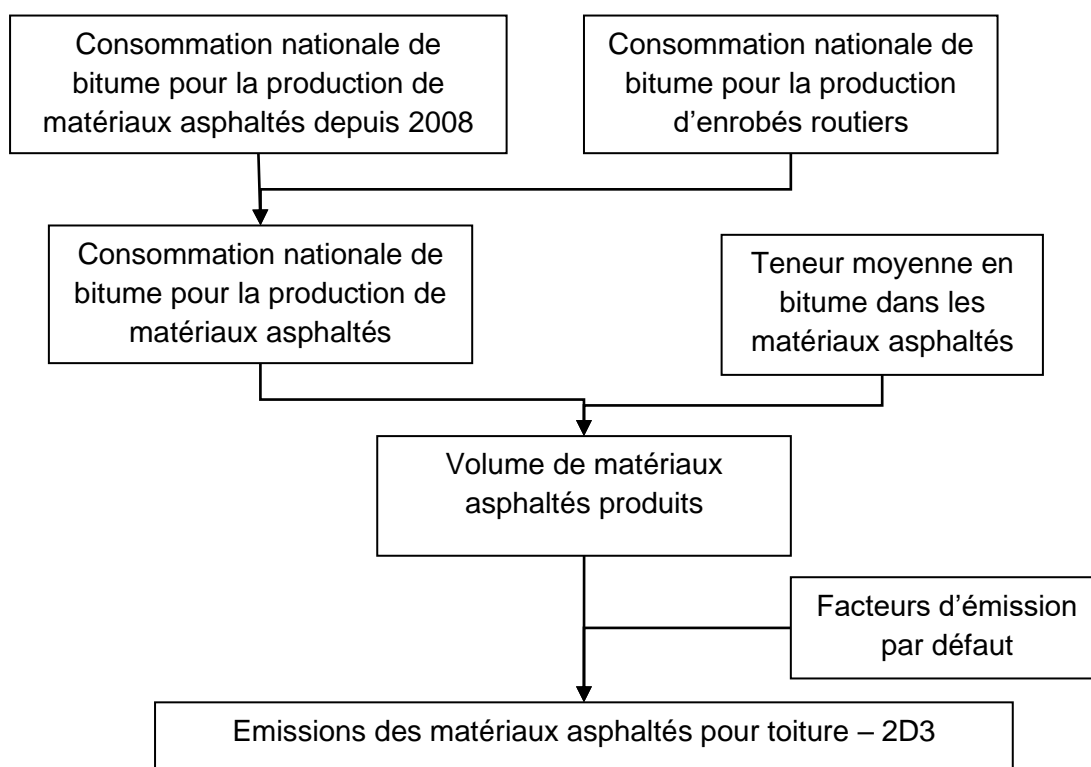 Consommation nationale de
bitume pour la production de
matériaux asphaltés depuis 2008
Consommation nationale de
bitume pour la production
d’enrobés routiers
Consommation nationale de
bitume pour la production de
matériaux asphaltés
Teneur moyenne en
bitume dans les
matériaux asphaltés
Volume de matériaux
asphaltés produits
Facteurs d’émission
par défaut
Emissions des matériaux asphaltés pour toiture – 2D3